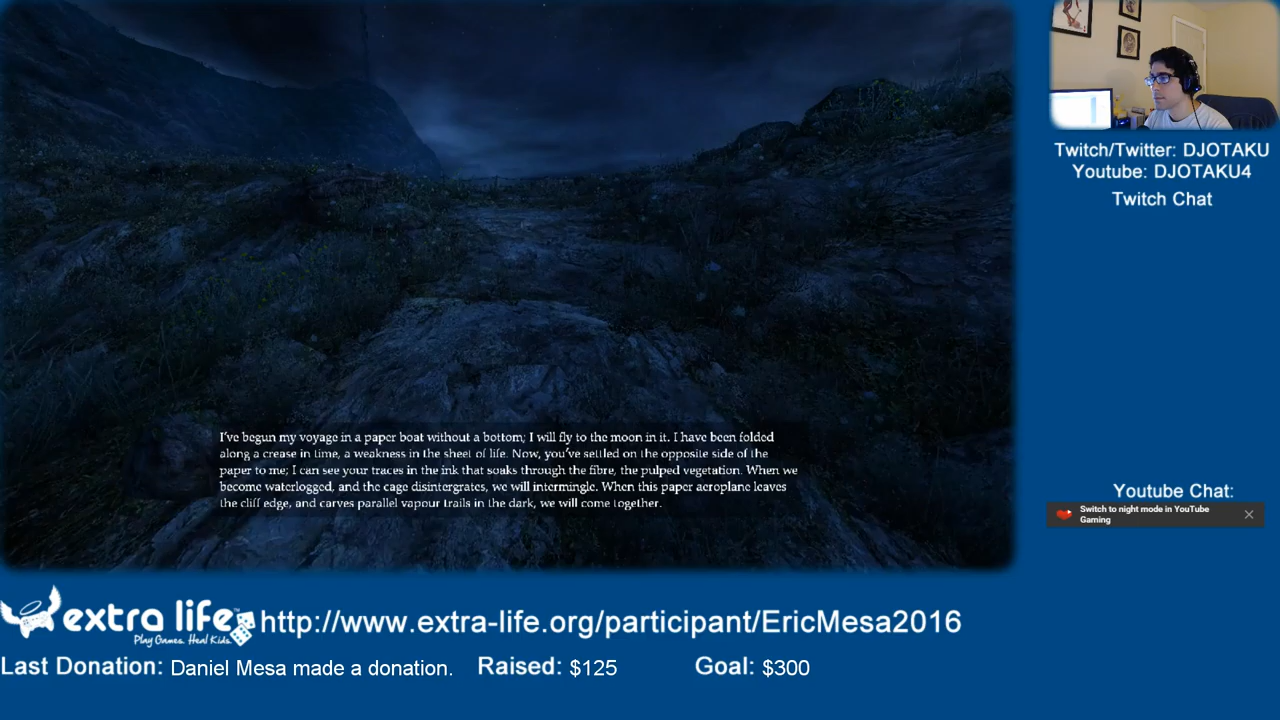 Twitch/Twitter: DJOTAKU
Youtube: DJOTAKU4
Twitch Chat
I've begun my voyage in a paper boat without a bottom; I will fly to the moon in it. I have been folded
along a crease in time, a weakness in the sheet of life. Now, you've settled on the opposite side of the
paper to me; I can see your traces in the ink that soaks through the fibre, the pulped vegetation. When we
become waterlogged, and the cage disintergrates, we will intermingle. When this paper aeroplane leaves
the cliff edge, and carves parallel vapour trails in the dark, we will come together.
Youtube Chat:
Switch to night mode in YouTube
Gaming
extra life
Play Games. Heal Kids.
http://www.extra-life.org/participant/EricMesa2016
Last Donation: Daniel Mesa made a donation. Raised: $125 Goal: $300